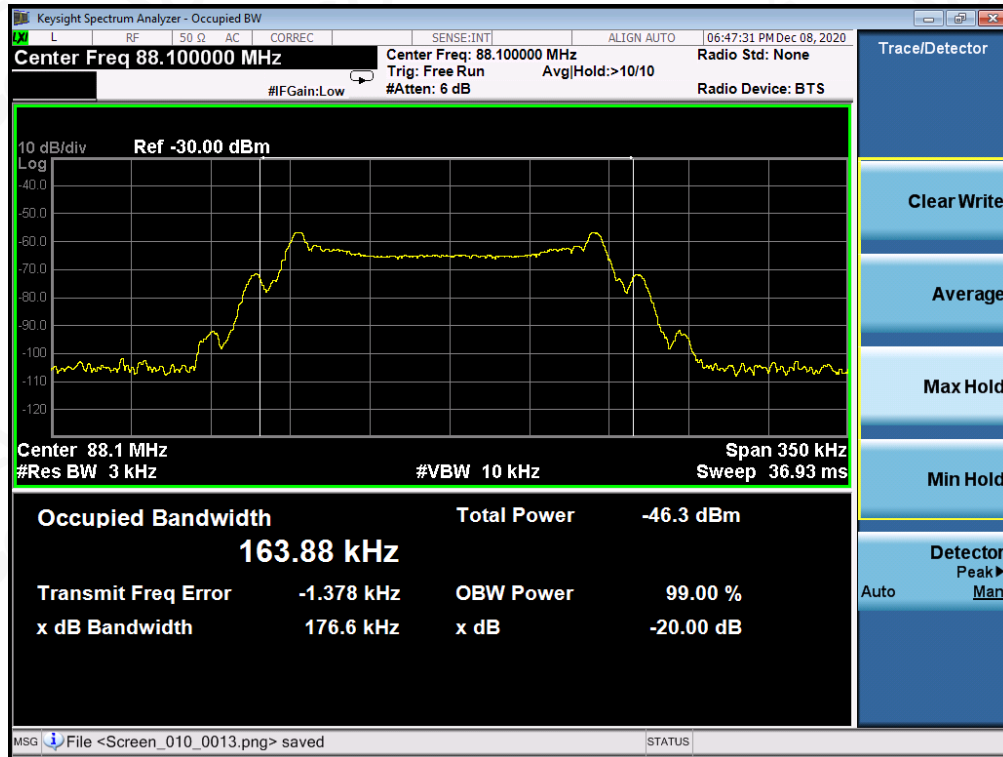 Keysight Spectrum Analyzer - Occupied BW
LXI L RF 50 Ω AC CORREC SENSE:INT ALIGN AUTO 06:47:31 PM Dec 08, 2020
Center Freq 88.100000 MHz
Center Freq: 88.100000 MHz Radio Std: None
Trig: Free Run Avg|Hold:>10/10
#IFGain:Low #Atten: 6 dB Radio Device: BTS
10 dB/div Ref -30.00 dBm
Log
-40.0
-50.0
-60.0
-70.0
-80.0
-90.0
-100
-110
-120
Center 88.1 MHz Span 350 kHz
#Res BW 3 kHz #VBW 10 kHz Sweep 36.93 ms
Occupied Bandwidth Total Power -46.3 dBm
163.88 kHz
Transmit Freq Error -1.378 kHz OBW Power 99.00 %
x dB Bandwidth 176.6 kHz x dB -20.00 dB
MSG File <Screen_010_0013.png> saved STATUS
Trace/Detector
Clear Write
Average
Max Hold
Min Hold
Detector
Peak▶
Auto Man